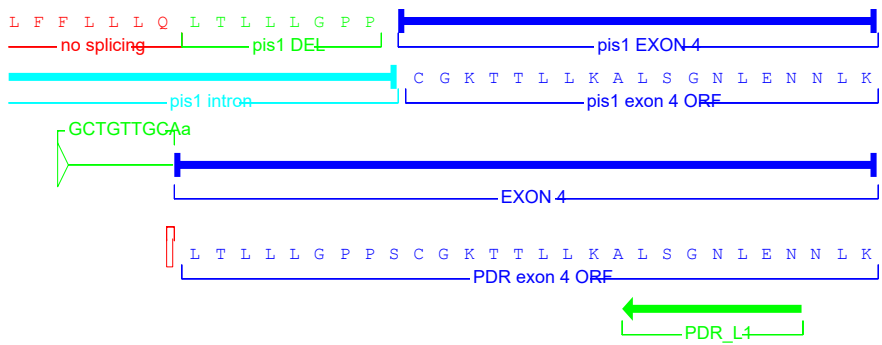 L F F L L L Q L T L L L G P P
no splicing pis1 DEL pis1 EXON 4
C G K T T L L K A L S G N L E N N L K
pis1 intron pis1 exon 4 ORF
GCTGTTGCAa
EXON 4
L T L L L G P P S C G K T T L L K A L S G N L E N N L K
PDR exon 4 ORF
PDR_L1